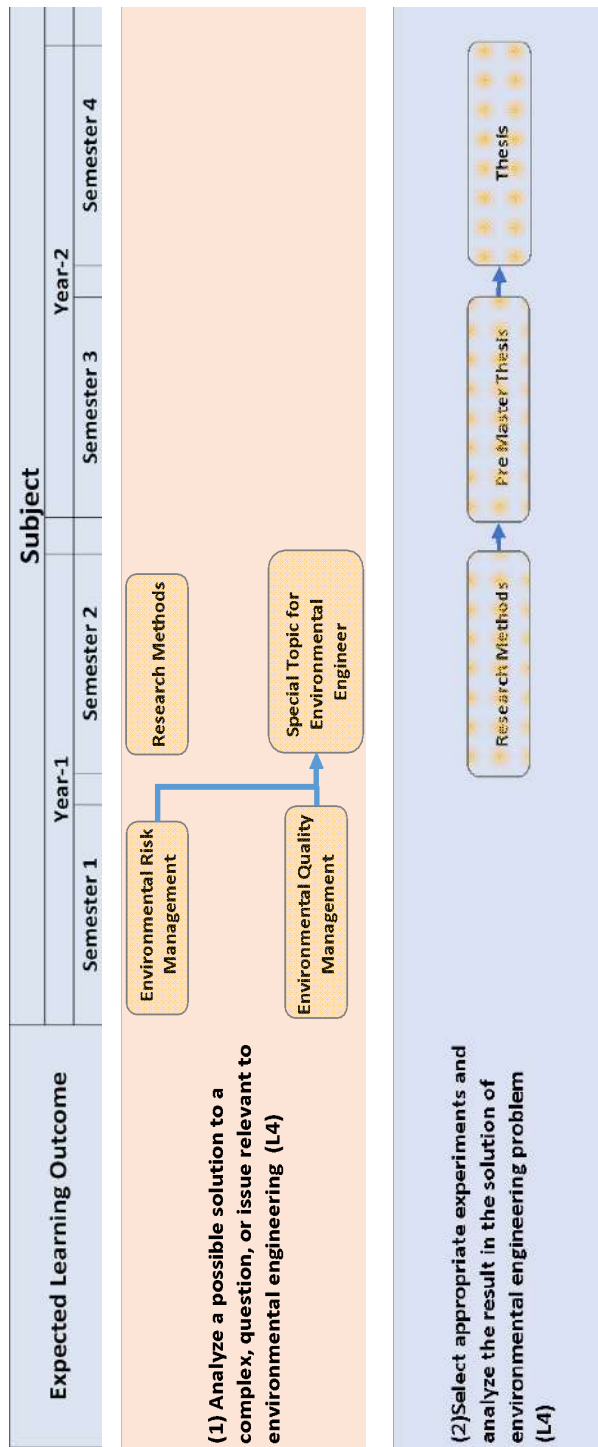 Expected Learning Outcome
Subject
Year-1
Year-2
Semester 1
Semester 2
Semester 3
Semester 4
(1) Analyze a possible solution to a
complex, question, or issue relevant to
environmental engineering (L4)
Environmental Risk
Management
Research Methods
Environmental Quality
Management
Special Topic for
Environmental
Engineer
(2)Select appropriate experiments and
analyze the result in the solution of
environmental engineering problem
(L4)
Research Methods
Pre Master Thesis
Thesis